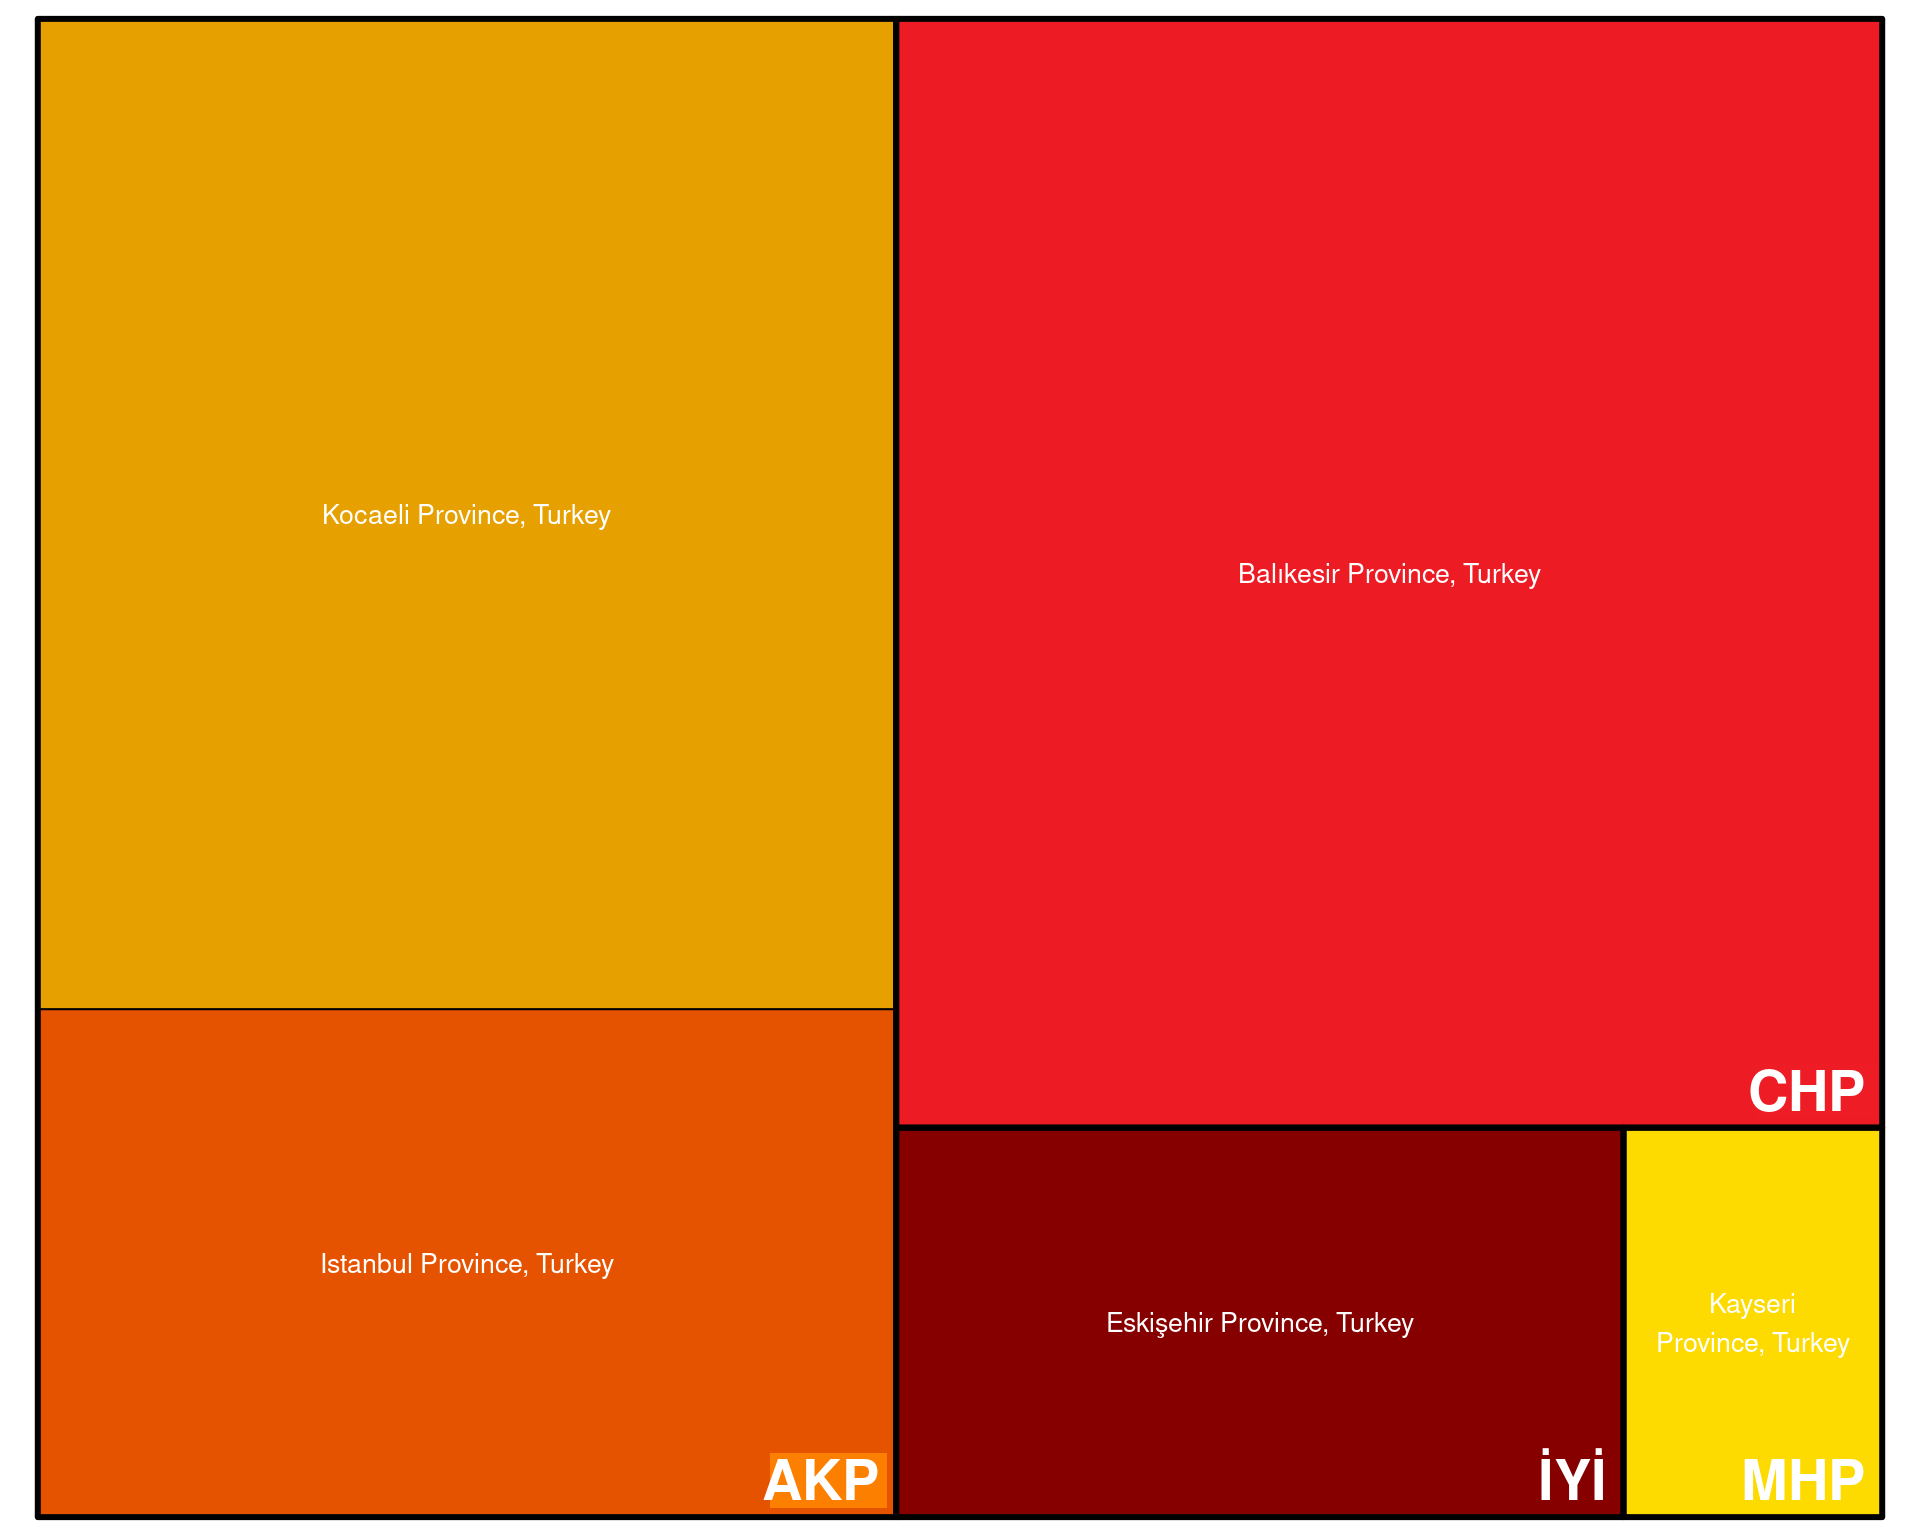 Kocaeli Province, Turkey
Istanbul Province, Turkey
AKP
Balıkesir Province, Turkey
CHP
Eskişehir Province, Turkey
İYİ
Kayseri
Province, Turkey
MHP